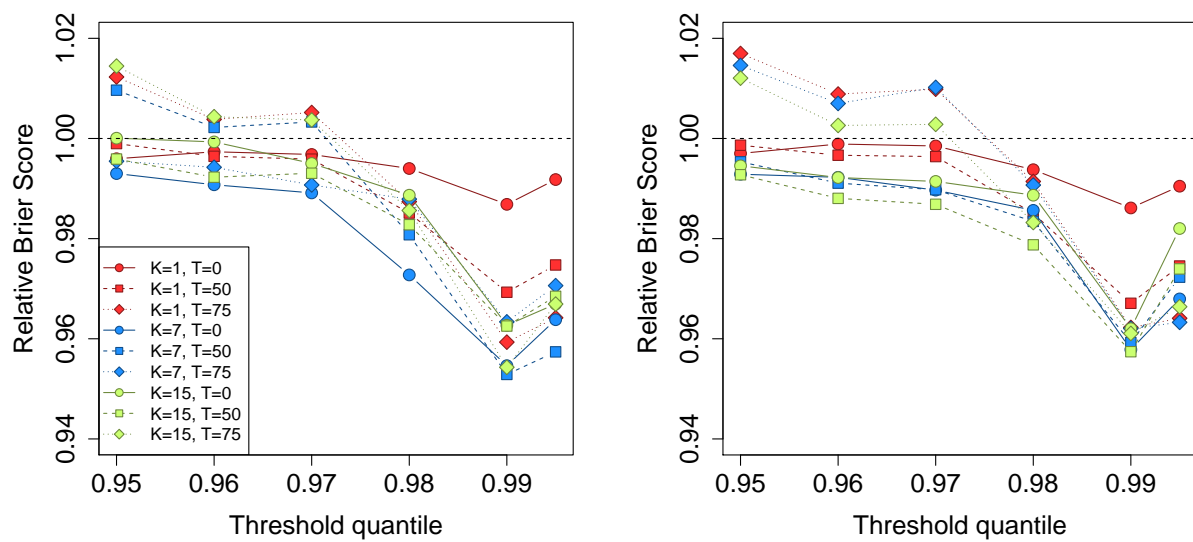 Relative Brier Score
1.02
1.00
0.98
0.96
0.94
K=1, T=0
K=1, T=50
K=1, T=75
K=7, T=0
K=7, T=50
K=7, T=75
K=15, T=0
K=15, T=50
K=15, T=75
0.95 0.96 0.97 0.98 0.99
Threshold quantile
Relative Brier Score
1.02
1.00
0.98
0.96
0.94
0.95 0.96 0.97 0.98 0.99
Threshold quantile